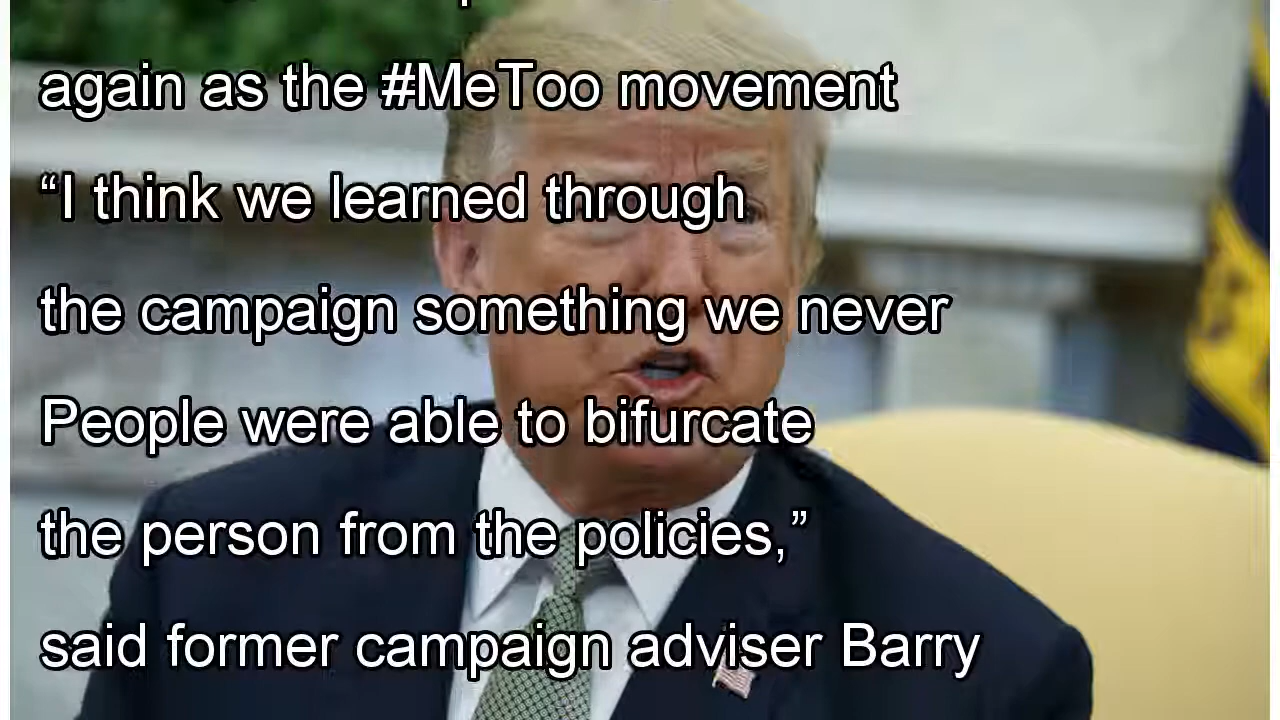 again as the #MeToo movement
“I think we learned through
the campaign something we never
People were able to bifurcate
the person from the policies,”
said former campaign adviser Barry